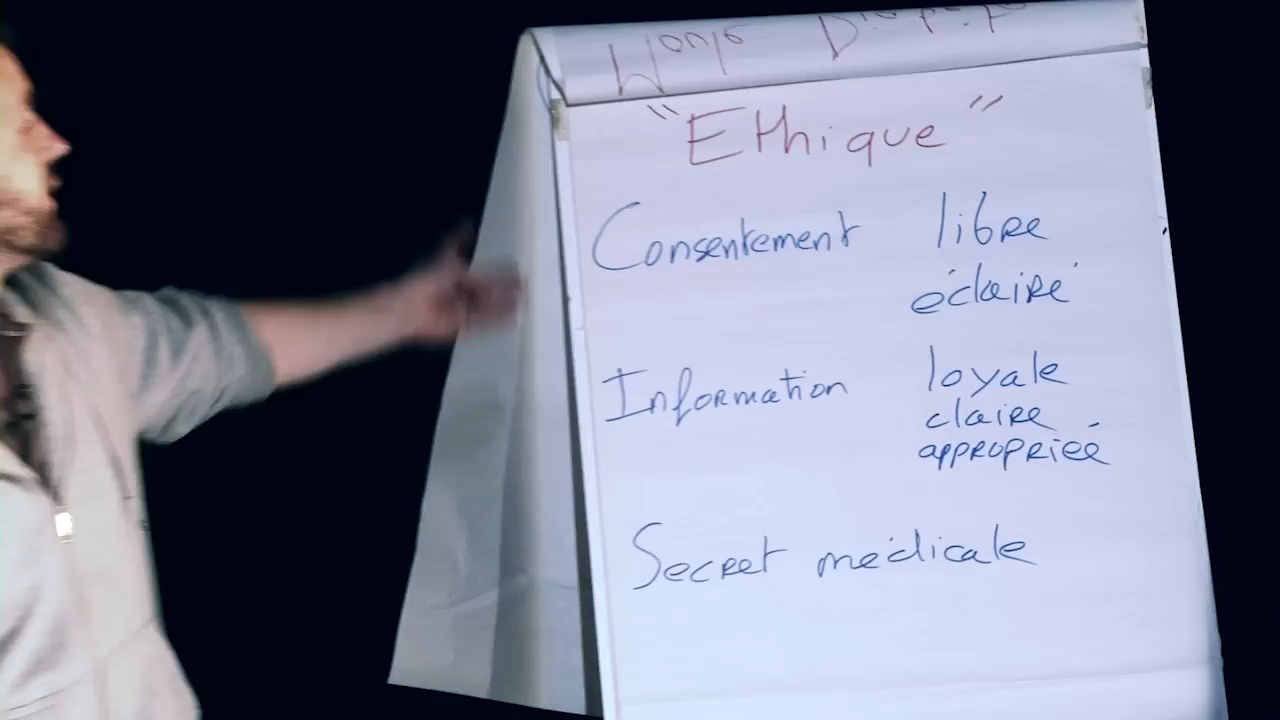 "Ethique"
Consentement libre
éclairé
Information loyale
claire
appropriée
Secret médicale